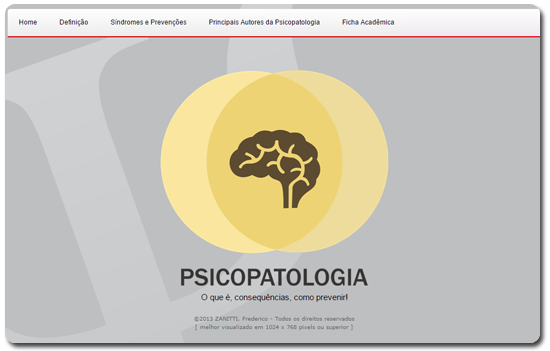 Home Definição Síndromes e Prevenções Principais Autores da Psicopatologia Ficha Acadêmica
PSICOPATOLOGIA
O que é, consequências, como prevenir!
©2013 ZANETTI, Frederico - Todos os direitos reservados
[ melhor visualizado em 1024 x 768 pixels ou superior ]